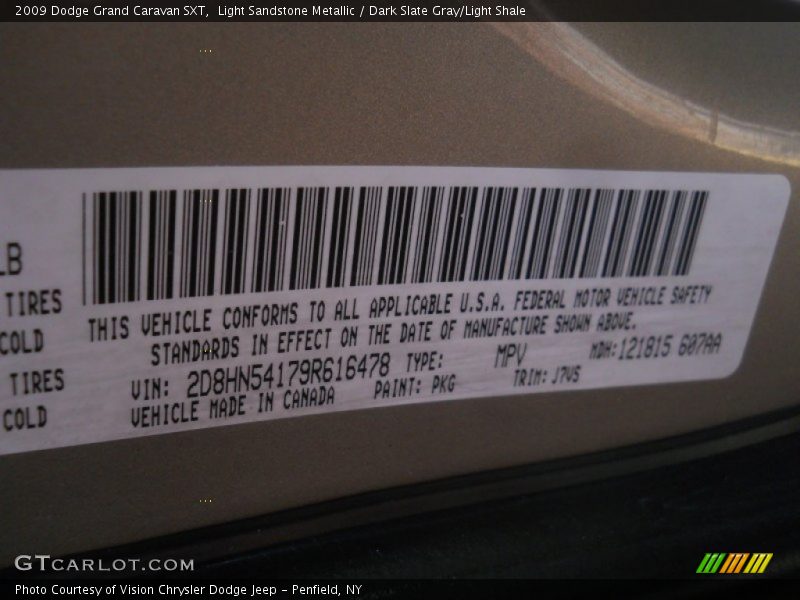 2009 Dodge Grand Caravan SXT,  Light Sandstone Metallic / Dark Slate Gray/Light Shale
LB
TIRES
COLD
TIRES
COLD
THIS VEHICLE CONFORMS TO ALL APPLICABLE U.S.A. FEDERAL MOTOR VEHICLE SAFETY
STANDARDS IN EFFECT ON THE DATE OF MANUFACTURE SHOWN ABOVE.
VIN: 2D8HN54179R616478 TYPE: MPV MDH:121815 607AA
VEHICLE MADE IN CANADA PAINT: PKG TRIM: J7VS
GTCARLOT.COM
Photo Courtesy of Vision Chrysler Dodge Jeep – Penfield, NY